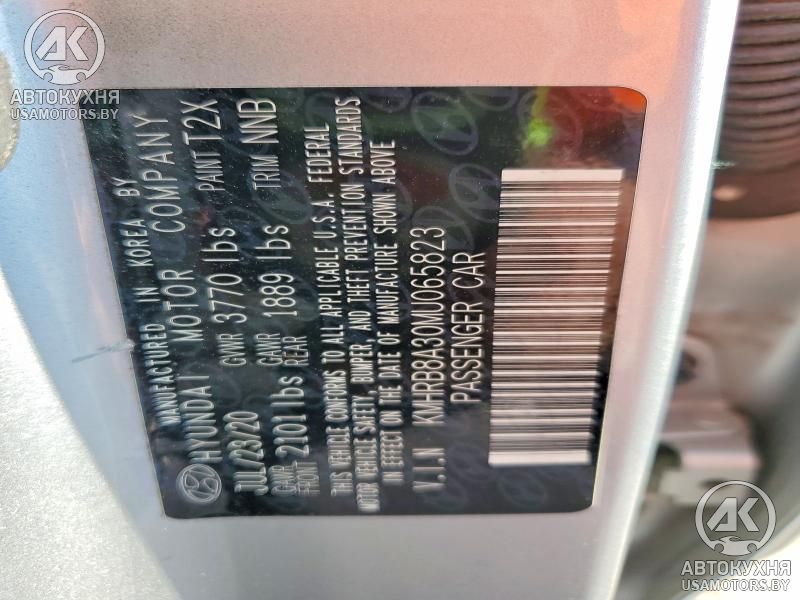 MANUFACTURED IN KOREA BY
HYUNDAI MOTOR COMPANY
JUL/23/20 GVWR 3770 lbs PAINT T2X
GAWR FRONT 2101 lbs GAWR REAR 1889 lbs TRIM NNB
THIS VEHICLE CONFORMS TO ALL APPLICABLE U.S.A. FEDERAL
MOTOR VEHICLE SAFETY, BUMPER, AND THEFT PREVENTION STANDARDS
IN EFFECT ON THE DATE OF MANUFACTURE SHOWN ABOVE
V.I.N KMHRB8A30MU065823
PASSENGER CAR
АК
АВТОКУХНЯ
USAMOTORS.BY
АК
АВТОКУХНЯ
USAMOTORS.BY